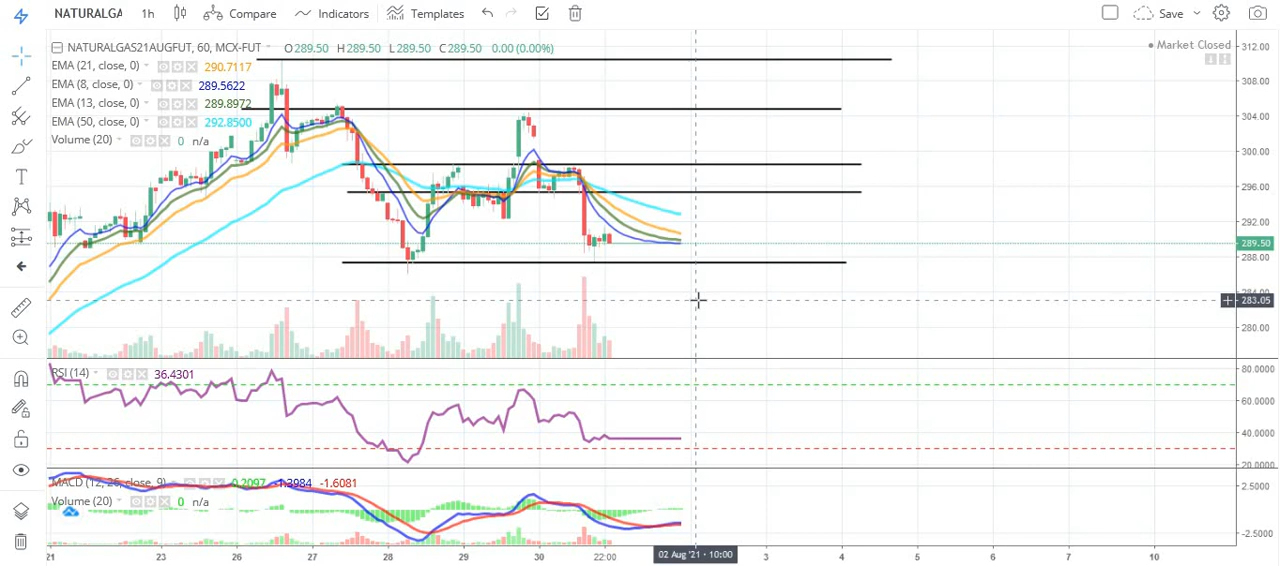 NATURALGA 1h Compare Indicators Templates Save
NATURALGAS21AUGFUT, 60, MCX-FUT O289.50 H289.50 L289.50 C289.50 0.00 (0.00%)
Market Closed
EMA (21, close, 0) 290.7117
EMA (8, close, 0) 289.5622
EMA (13, close, 0) 289.8972
EMA (50, close, 0) 292.8500
Volume (20) 0 n/a
312.00
308.00
304.00
300.00
296.00
292.00
289.50
288.00
284.00
283.05
280.00
RSI (14) 36.4301
80.0000
60.0000
40.0000
20.0000
MACD (12, 26, close, 9) 0.2097 -1.3984 -1.6081
Volume (20) 0 n/a
2.5000
0.0000
-2.5000
21 23 26 27 28 29 30 22:00 02 Aug '21 10:00 3 4 5 6 7 10